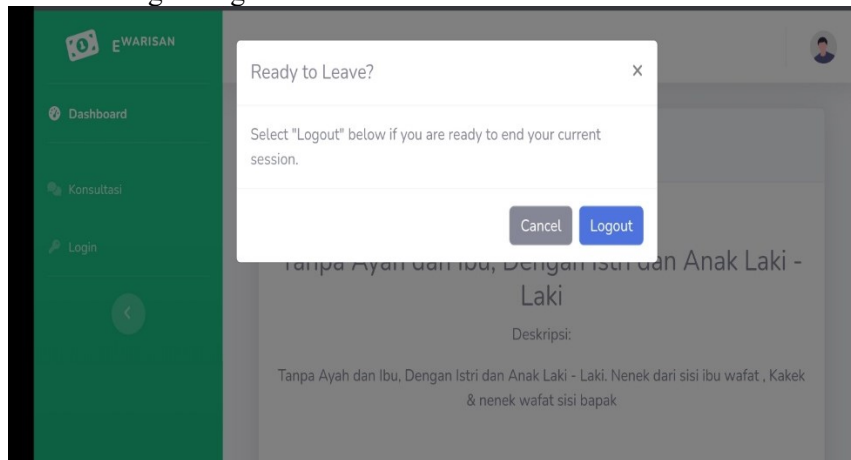 EWARISAN
Dashboard
Konsultasi
Login
Ready to Leave?
×
Select "Logout" below if you are ready to end your current
session.
Cancel
Logout
Tanpa Ayah dan Ibu, Dengan Istri dan Anak Laki -
Laki
Deskripsi:
Tanpa Ayah dan Ibu, Dengan Istri dan Anak Laki - Laki. Nenek dari sisi ibu wafat , Kakek
& nenek wafat sisi bapak